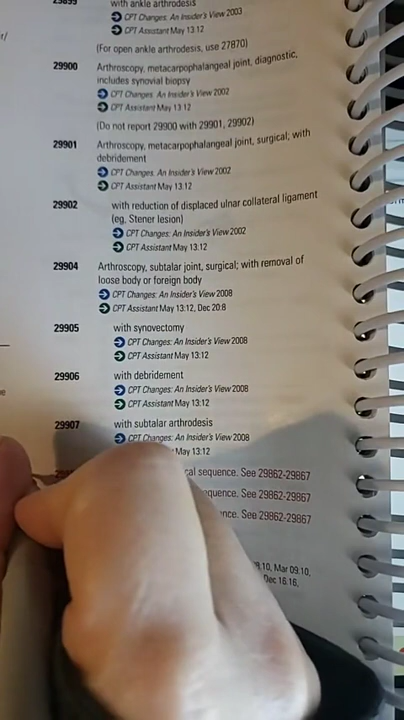 29899 with ankle arthrodesis
CPT Changes: An Insider's View 2003
CPT Assistant May 13:12
(For open ankle arthrodesis, use 27870)
29900 Arthroscopy, metacarpophalangeal joint, diagnostic,
includes synovial biopsy
CPT Changes: An Insider's View 2002
CPT Assistant May 13:12
(Do not report 29900 with 29901, 29902)
29901 Arthroscopy, metacarpophalangeal joint, surgical; with
debridement
CPT Changes: An Insider's View 2002
CPT Assistant May 13:12
29902 with reduction of displaced ulnar collateral ligament
(eg, Stener lesion)
CPT Changes: An Insider's View 2002
CPT Assistant May 13:12
29904 Arthroscopy, subtalar joint, surgical; with removal of
loose body or foreign body
CPT Changes: An Insider's View 2008
CPT Assistant May 13:12, Dec 20:8
29905 with synovectomy
CPT Changes: An Insider's View 2008
CPT Assistant May 13:12
29906 with debridement
CPT Changes: An Insider's View 2008
CPT Assistant May 13:12
29907 with subtalar arthrodesis
CPT Changes: An Insider's View 2008
May 13:12
cal sequence. See 29862-29867
equence. See 29862-29867
ence. See 29862-29867
10, Mar 09:10,
Dec 16:16,